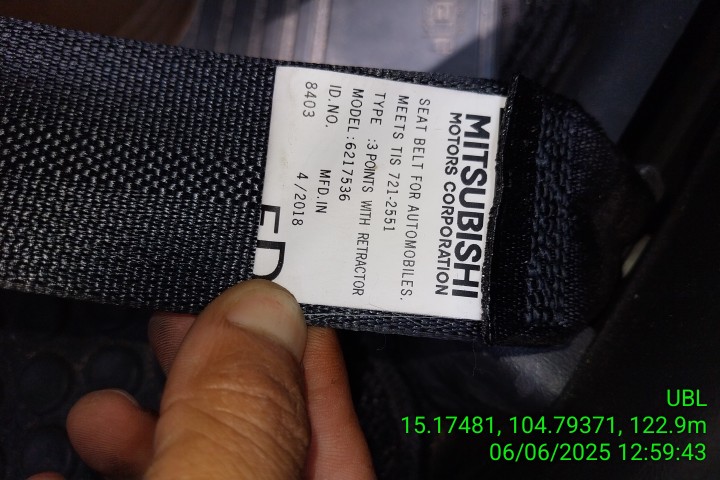 MITSUBISHI
MOTORS CORPORATION
SEAT BELT FOR AUTOMOBILES.
MEETS TIS 721-2551
TYPE :3 POINTS WITH RETRACTOR
MODEL:6217536
ID.NO. MFD.IN
8403 4/2018
UBL
15.17481, 104.79371, 122.9m
06/06/2025 12:59:43